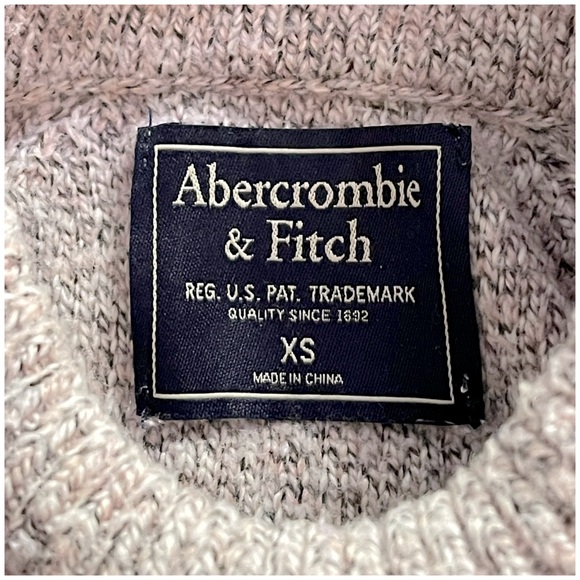 Abercrombie
& Fitch
REG. U.S. PAT. TRADEMARK
QUALITY SINCE 1892
XS
MADE IN CHINA